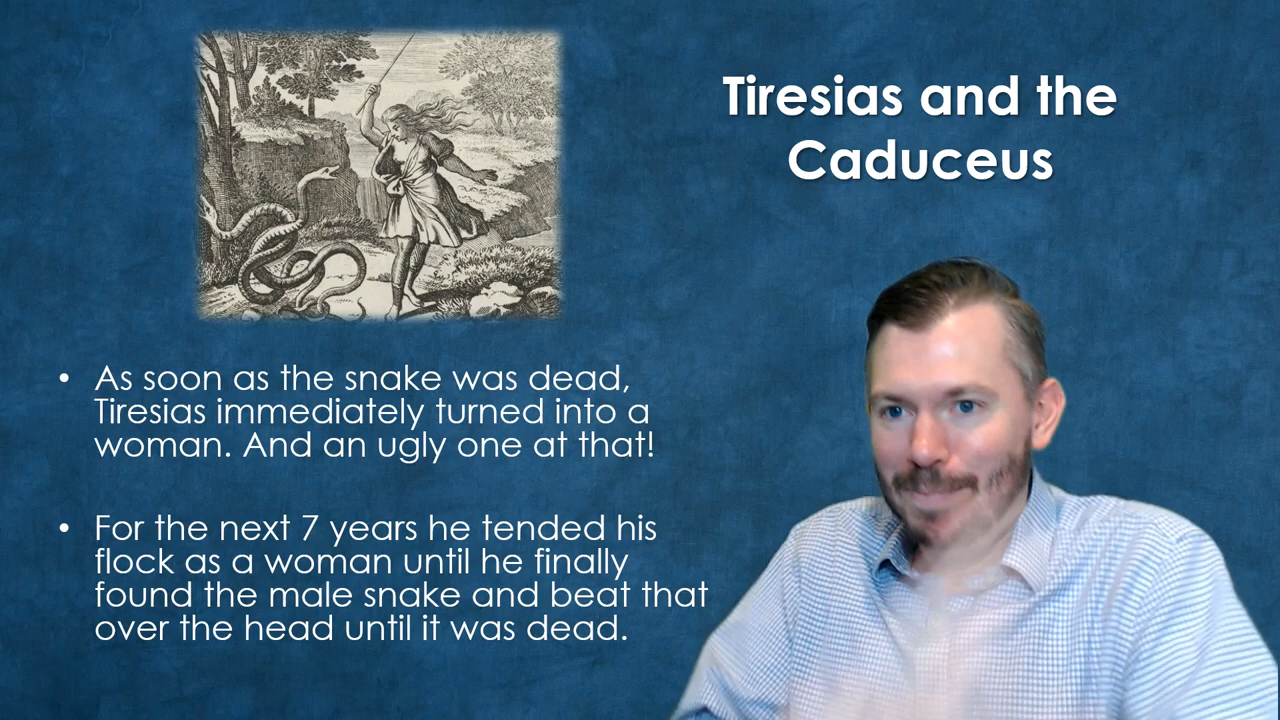 Tiresias and the
Caduceus
• As soon as the snake was dead,
Tiresias immediately turned into a
woman. And an ugly one at that!
• For the next 7 years he tended his
flock as a woman until he finally
found the male snake and beat that
over the head until it was dead.